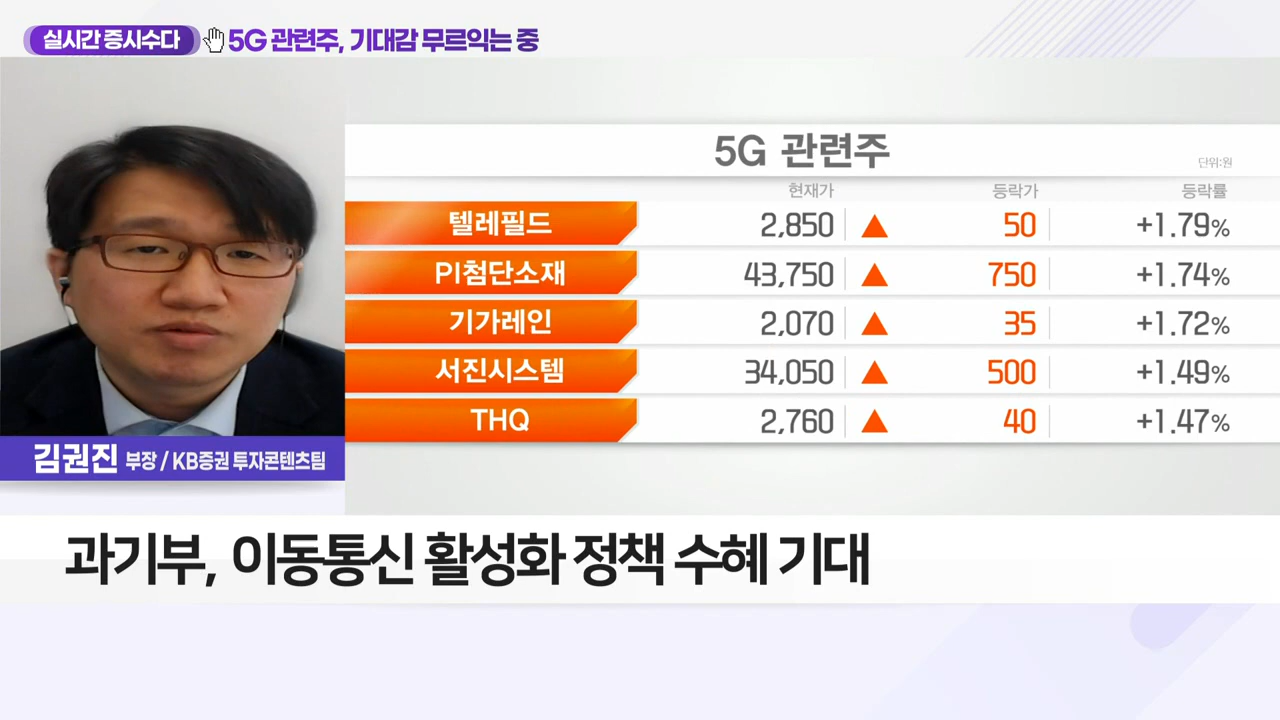 실시간 증시수다 5G 관련주, 기대감 무르익는 중
5G 관련주
단위:원
현재가 등락가 등락률
텔레필드 2,850 ▲ 50 +1.79%
PI첨단소재 43,750 ▲ 750 +1.74%
기가레인 2,070 ▲ 35 +1.72%
서진시스템 34,050 ▲ 500 +1.49%
THQ 2,760 ▲ 40 +1.47%
김권진 부장 / KB증권 투자콘텐츠팀
과기부, 이동통신 활성화 정책 수혜 기대